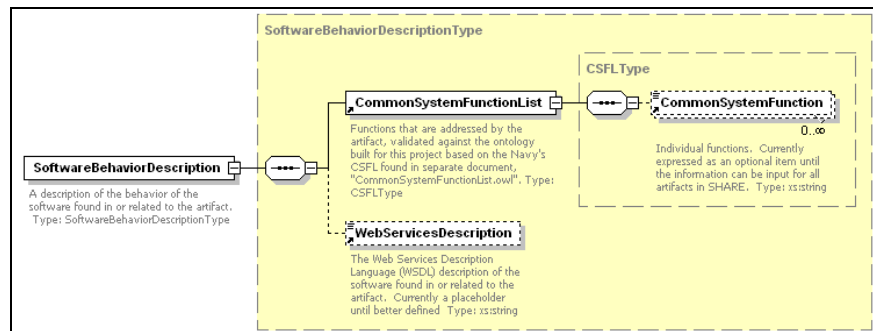 SoftwareBehaviorDescriptionType
CSFLType
CommonSystemFunctionList
CommonSystemFunction
0..∞
Functions that are addressed by the
artifact, validated against the ontology
built for this project based on the Navy's
CSFL found in separate document,
"CommonSystemFunctionList.owl". Type:
CSFLType
Individual functions. Currently
expressed as an optional item until
the information can be input for all
artifacts in SHARE. Type: xs:string
SoftwareBehaviorDescription
A description of the behavior of the
software found in or related to the artifact.
Type: SoftwareBehaviorDescriptionType
WebServicesDescription
The Web Services Description
Language (WSDL) description of the
software found in or related to the
artifact. Currently a placeholder
until better defined Type: xs:string